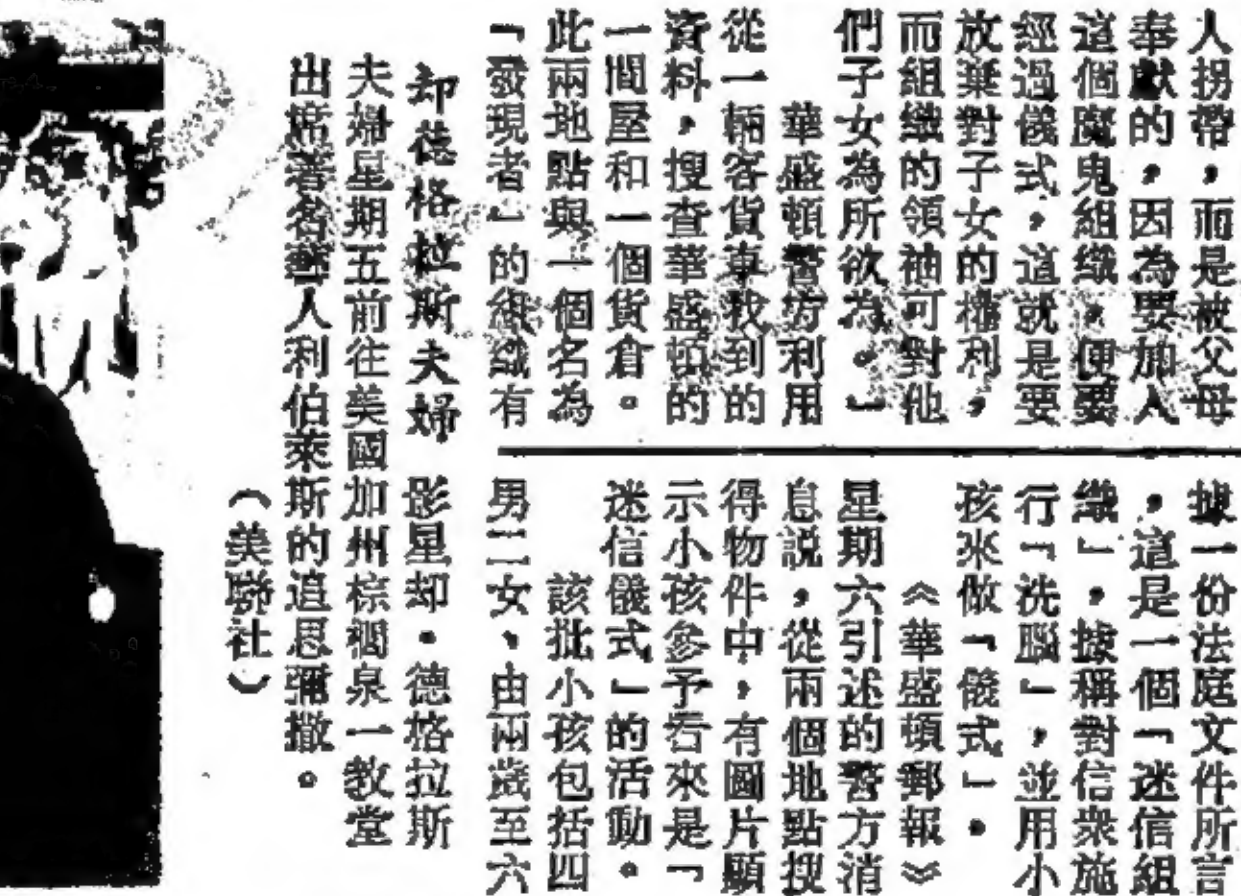 人拐帶，而是被父母
奉獻的，因為要加入
這個魔鬼組織，便要
經過儀式，這就是要
放棄對子女的權利，
而組織的領袖可對他
們子女為所欲為。」
華盛頓警方利用
從一輛客貨車找到的
資料，搜查華盛頓的
一間屋和一個貨倉。
此兩地點與一個名為
「發現者」的組織有
據一份法庭文件所言
，這是一個「迷信組
織」，據稱對信眾施
行「洗腦」，並用小
孩來做「儀式」。
《華盛頓郵報》
星期六引述的警方消
息説，從兩個地點搜
得物件中，有圖片顯
示小孩參予看來是「
迷信儀式」的活動。
該批小孩包括四
男二女、由兩歲至六
却德格拉斯夫婦 影星却•德格拉斯
夫婦星期五前往美國加州棕櫚泉一教堂
出席著名藝人利伯萊斯的追思彌撒。
（美聯社）